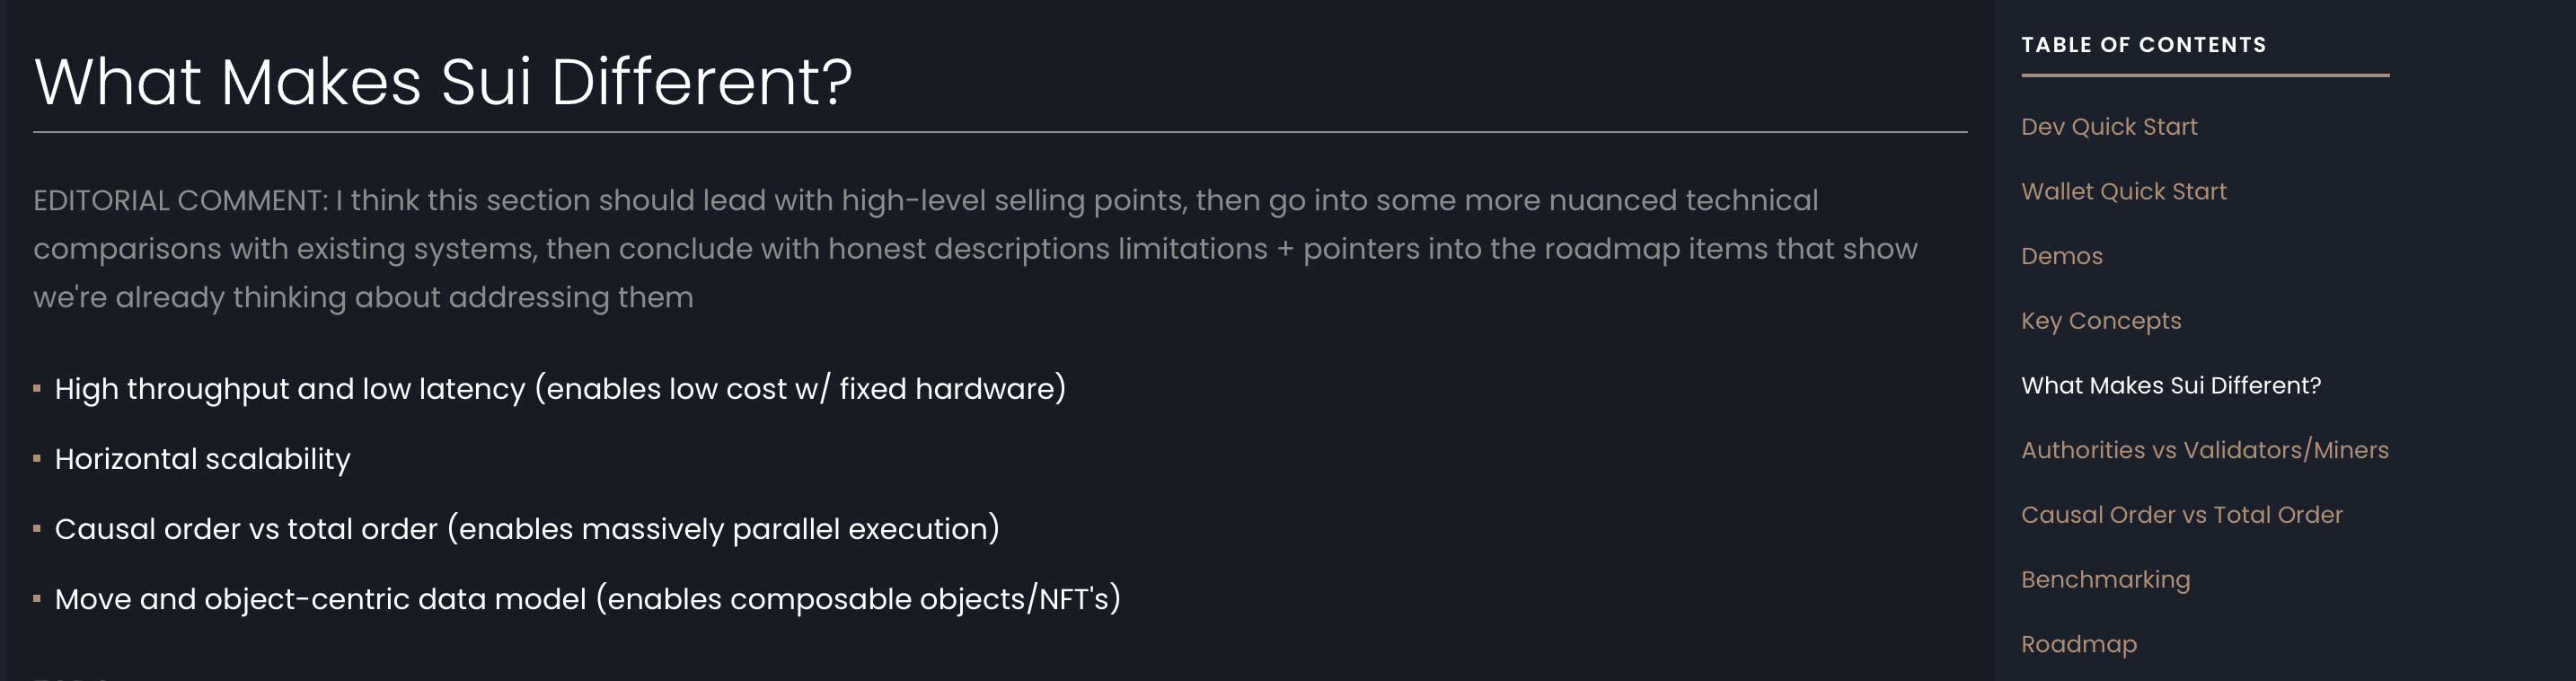 What Makes Sui Different?
EDITORIAL COMMENT: I think this section should lead with high-level selling points, then go into some more nuanced technical
comparisons with existing systems, then conclude with honest descriptions limitations + pointers into the roadmap items that show
we're already thinking about addressing them
High throughput and low latency (enables low cost w/ fixed hardware)
Horizontal scalability
Causal order vs total order (enables massively parallel execution)
Move and object-centric data model (enables composable objects/NFT's)
TABLE OF CONTENTS
Dev Quick Start
Wallet Quick Start
Demos
Key Concepts
What Makes Sui Different?
Authorities vs Validators/Miners
Causal Order vs Total Order
Benchmarking
Roadmap